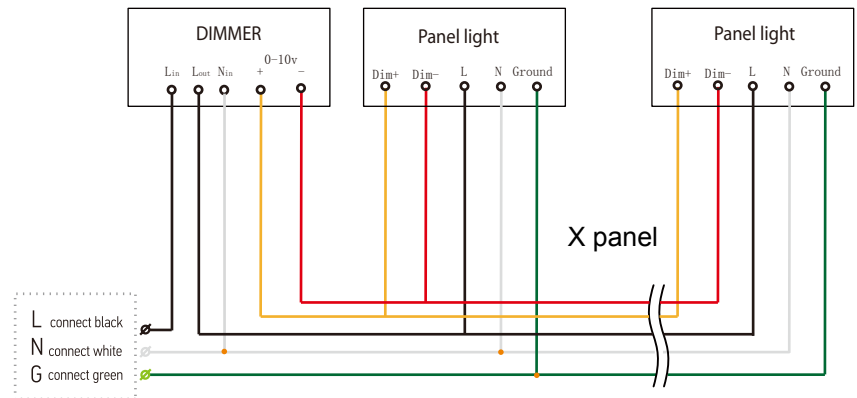 DIMMER
0-10v
Lin Lout Nin + -
Panel light
Dim+ Dim- L N Ground
Panel light
Dim+ Dim- L N Ground
X panel
L connect black
N connect white
G connect green